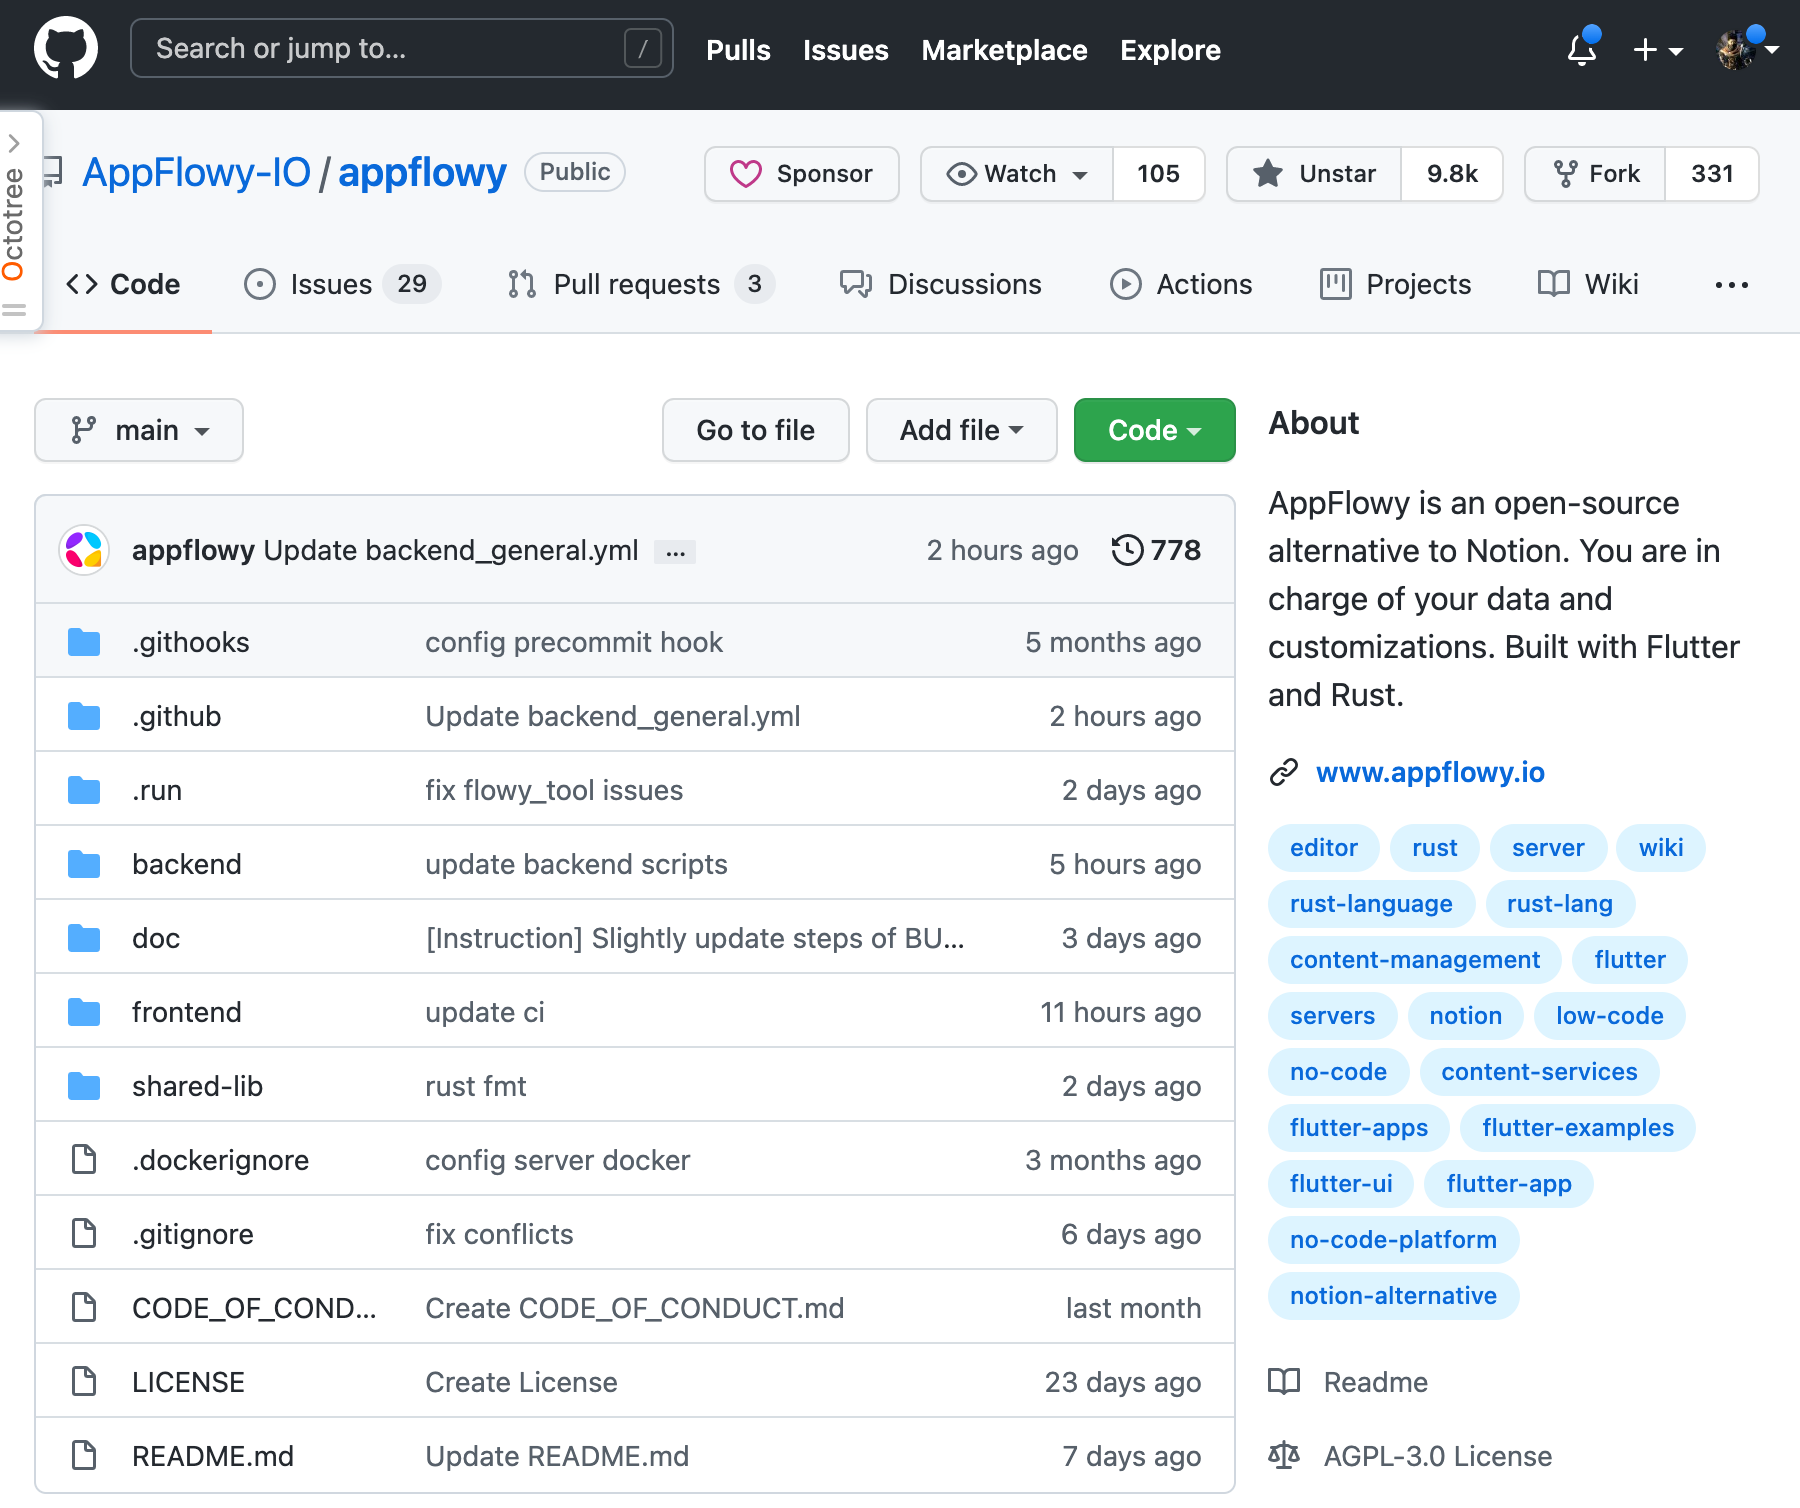 Search or jump to... /
Pulls Issues Marketplace Explore
Octotree
AppFlowy-IO / appflowy Public
Sponsor Watch 105 Unstar 9.8k Fork 331
Code Issues 29 Pull requests 3 Discussions Actions Projects Wiki ...
main Go to file Add file Code
appflowy Update backend_general.yml ... 2 hours ago 778
.githooks config precommit hook 5 months ago
.github Update backend_general.yml 2 hours ago
.run fix flowy_tool issues 2 days ago
backend update backend scripts 5 hours ago
doc [Instruction] Slightly update steps of BU... 3 days ago
frontend update ci 11 hours ago
shared-lib rust fmt 2 days ago
.dockerignore config server docker 3 months ago
.gitignore fix conflicts 6 days ago
CODE_OF_COND... Create CODE_OF_CONDUCT.md last month
LICENSE Create License 23 days ago
README.md Update README.md 7 days ago
About
AppFlowy is an open-source
alternative to Notion. You are in
charge of your data and
customizations. Built with Flutter
and Rust.
www.appflowy.io
editor rust server wiki
rust-language rust-lang
content-management flutter
servers notion low-code
no-code content-services
flutter-apps flutter-examples
flutter-ui flutter-app
no-code-platform
notion-alternative
Readme
AGPL-3.0 License